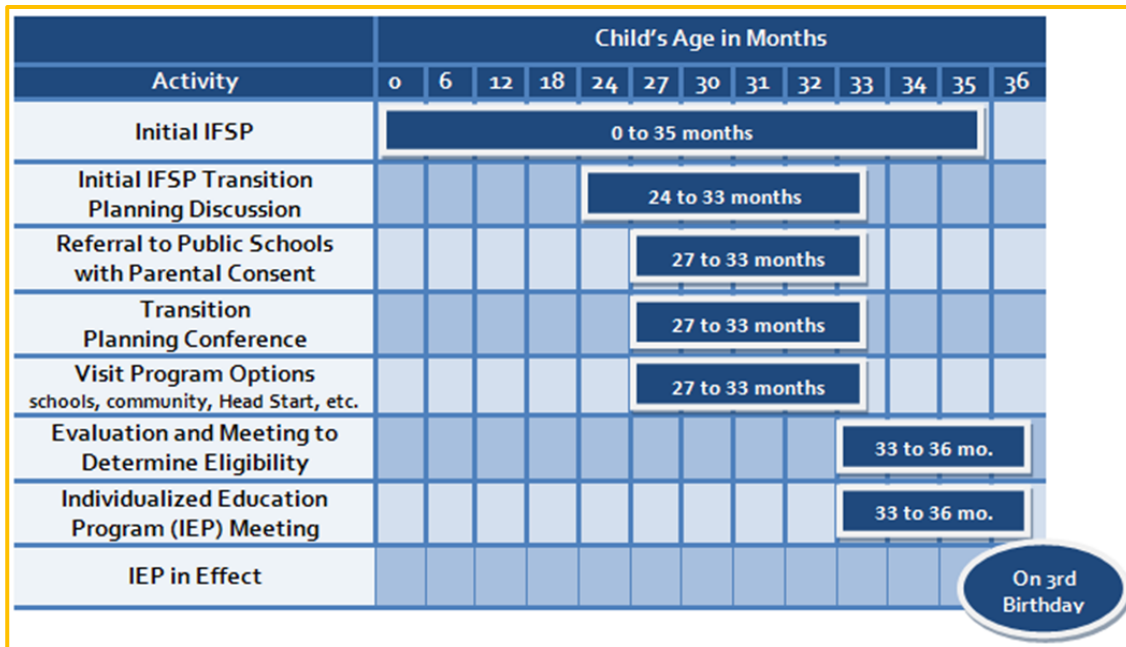 Child's Age in Months
Activity 0 6 12 18 24 27 30 31 32 33 34 35 36
Initial IFSP
0 to 35 months
Initial IFSP Transition
Planning Discussion
24 to 33 months
Referral to Public Schools
with Parental Consent
27 to 33 months
Transition
Planning Conference
27 to 33 months
Visit Program Options
schools, community, Head Start, etc.
27 to 33 months
Evaluation and Meeting to
Determine Eligibility
33 to 36 mo.
Individualized Education
Program (IEP) Meeting
33 to 36 mo.
IEP in Effect
On 3rd
Birthday